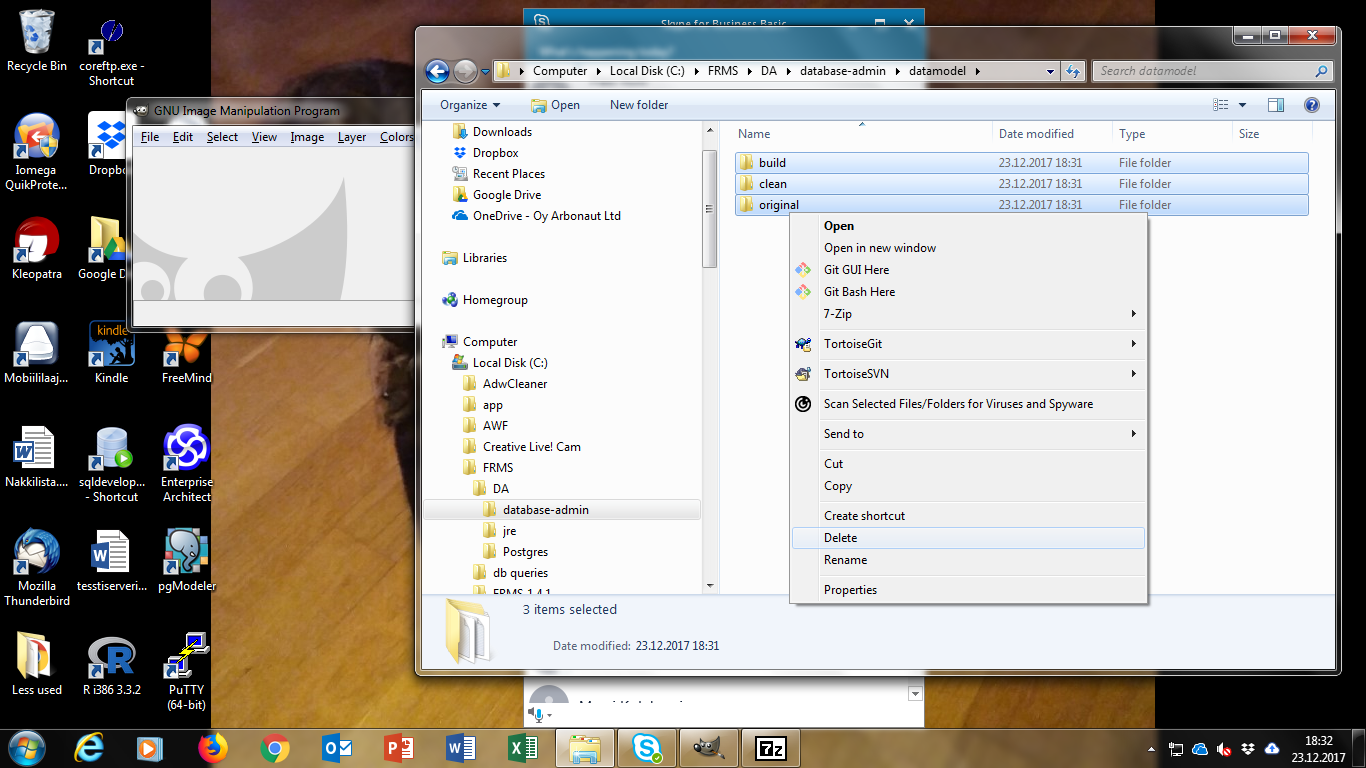 Recycle Bin
coreftp.exe -
Shortcut
Iomega
QuikProte...
Kleopatra
Mobiililaaj...
Kindle
FreeMind
Nakkilista....
sqldevelop...
- Shortcut
Enterprise
Architect
Mozilla
Thunderbird
tesstiserveri...
pgModeler
Less used
R i386 3.3.2
PuTTY
(64-bit)
kindle
GNU Image Manipulation Program
File Edit Select View Image Layer Colors
Skype for Business Basic
Computer Local Disk (C:) FRMS DA database-admin datamodel
Search datamodel
Organize Open New folder
Downloads
Dropbox
Recent Places
Google Drive
OneDrive - Oy Arbonaut Ltd
Libraries
Homegroup
Computer
Local Disk (C:)
AdwCleaner
app
AWF
Creative Live! Cam
FRMS
DA
database-admin
jre
Postgres
db queries
FRMS 1.4.1
Name Date modified Type Size
build 23.12.2017 18:31 File folder
clean 23.12.2017 18:31 File folder
original 23.12.2017 18:31 File folder
Open
Open in new window
Git GUI Here
Git Bash Here
7-Zip
TortoiseGit
TortoiseSVN
Scan Selected Files/Folders for Viruses and Spyware
Send to
Cut
Copy
Create shortcut
Delete
Rename
Properties
3 items selected
Date modified: 23.12.2017 18:31
7z
18:32
23.12.2017